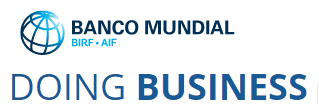 BANCO MUNDIAL
BIRF • AIF
DOING BUSINESS